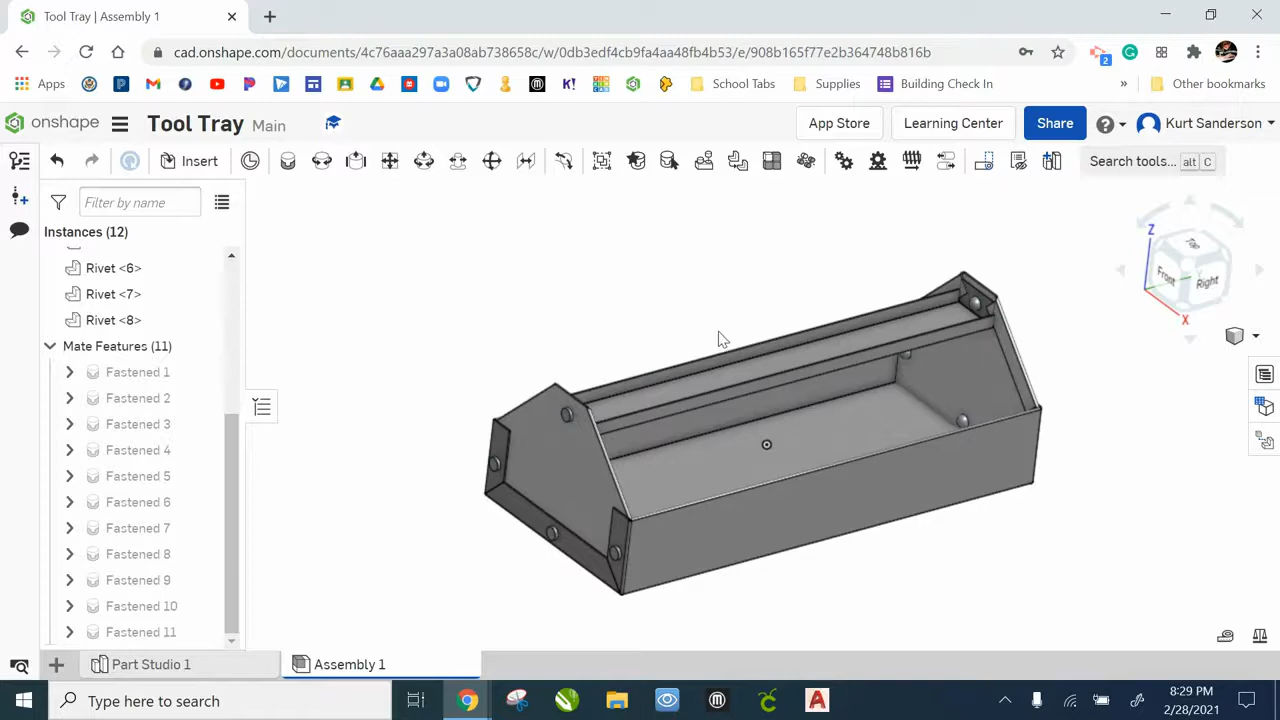 Tool Tray | Assembly 1
cad.onshape.com/documents/4c76aaa297a3a08ab738658c/w/0db3edf4cb9fa4aa48fb4b53/e/908b165f77e2b364748b816b
2
Apps
School Tabs
Supplies
Building Check In
»
Other bookmarks
onshape
Tool Tray Main
App Store
Learning Center
Share
Kurt Sanderson
Insert
Search tools... alt C
Filter by name
Instances (12)
Rivet <6>
Rivet <7>
Rivet <8>
Mate Features (11)
Fastened 1
Fastened 2
Fastened 3
Fastened 4
Fastened 5
Fastened 6
Fastened 7
Fastened 8
Fastened 9
Fastened 10
Fastened 11
Z
Front
Right
X
Part Studio 1
Assembly 1
Type here to search
8:29 PM
2/28/2021